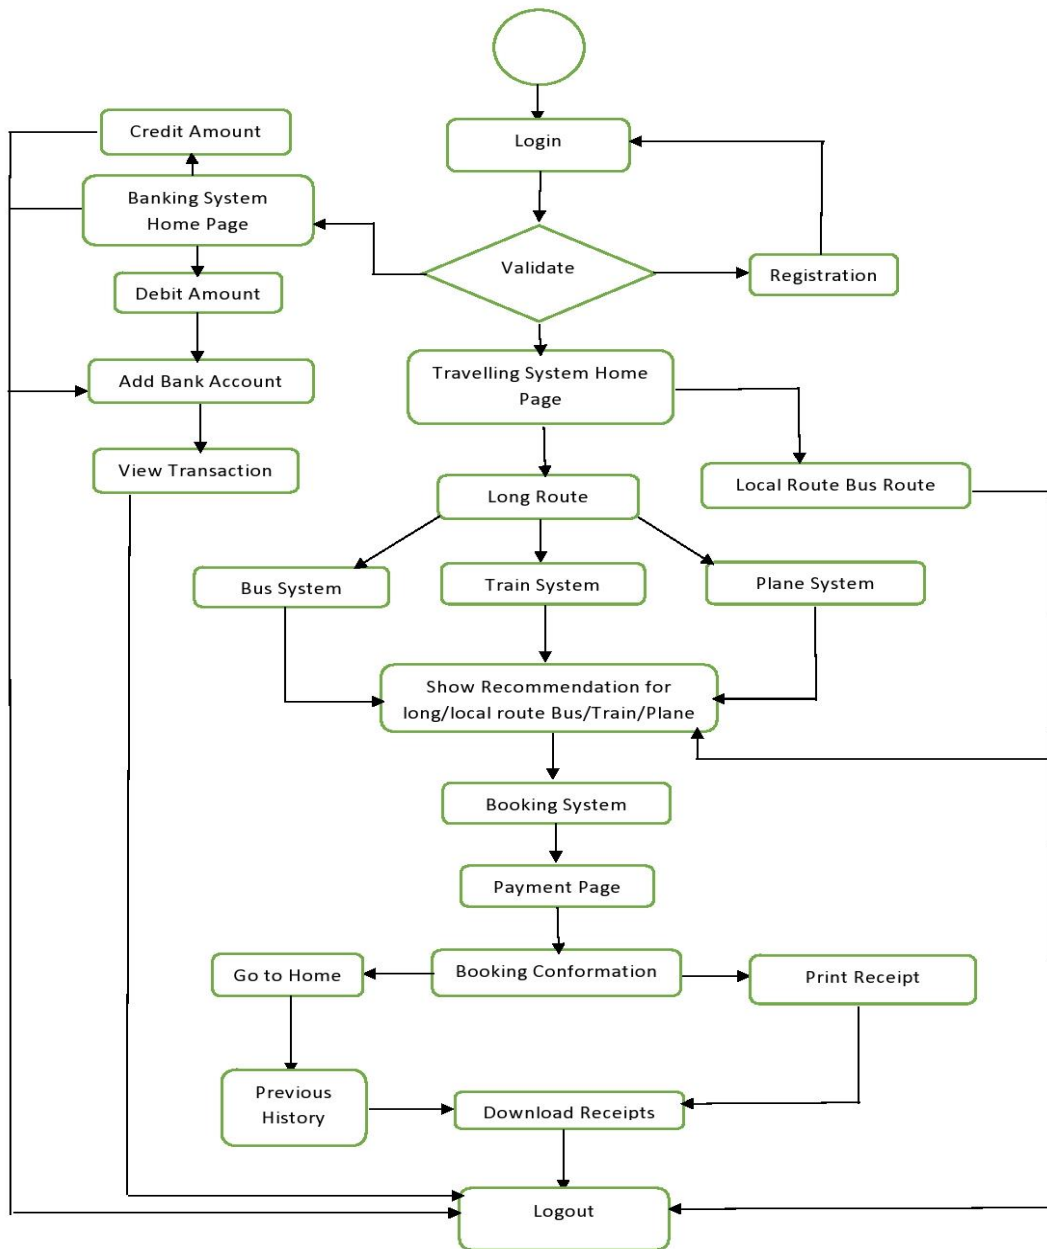 Login
Credit Amount
Banking System
Home Page
Validate
Registration
Debit Amount
Travelling System Home
Page
Add Bank Account
View Transaction
Local Route Bus Route
Long Route
Bus System
Train System
Plane System
Show Recommendation for
long/local route Bus/Train/Plane
Booking System
Payment Page
Go to Home
Booking Conformation
Print Receipt
Previous
History
Download Receipts
Logout